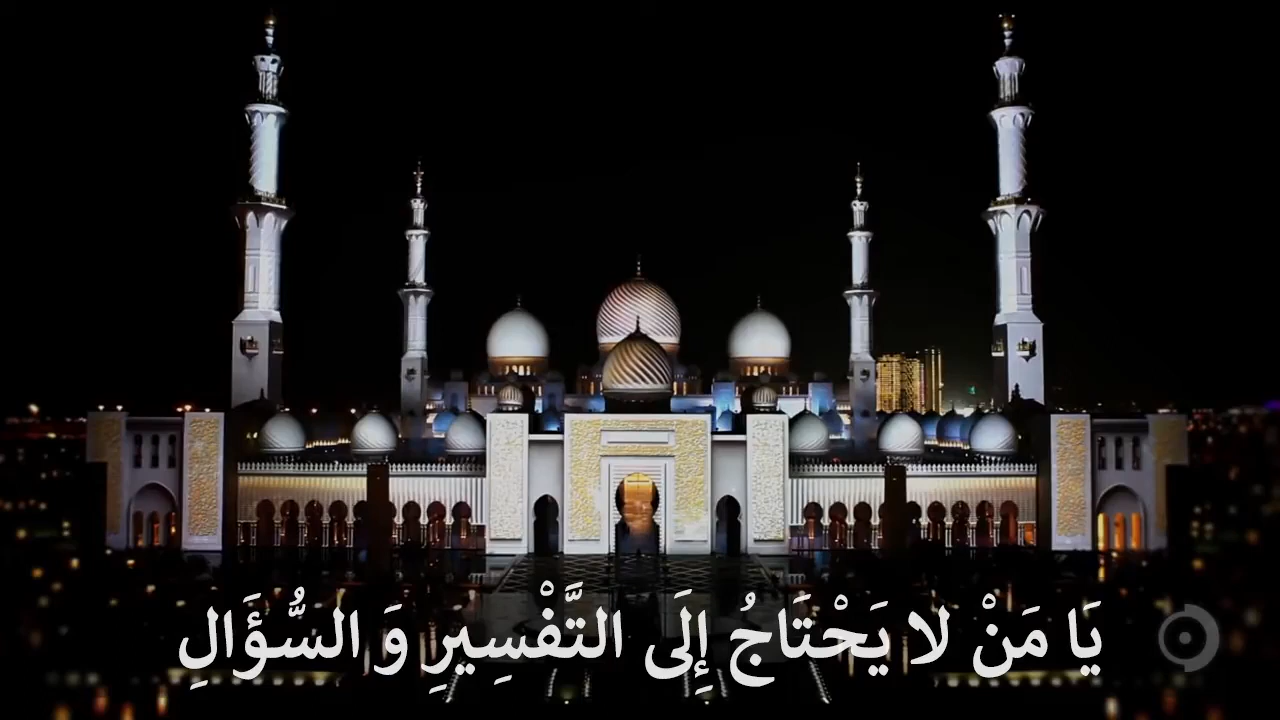 يَا مَنْ لا يَحْتَاجُ إِلَى التَّفْسِيرِ وَ السُّؤَالِ